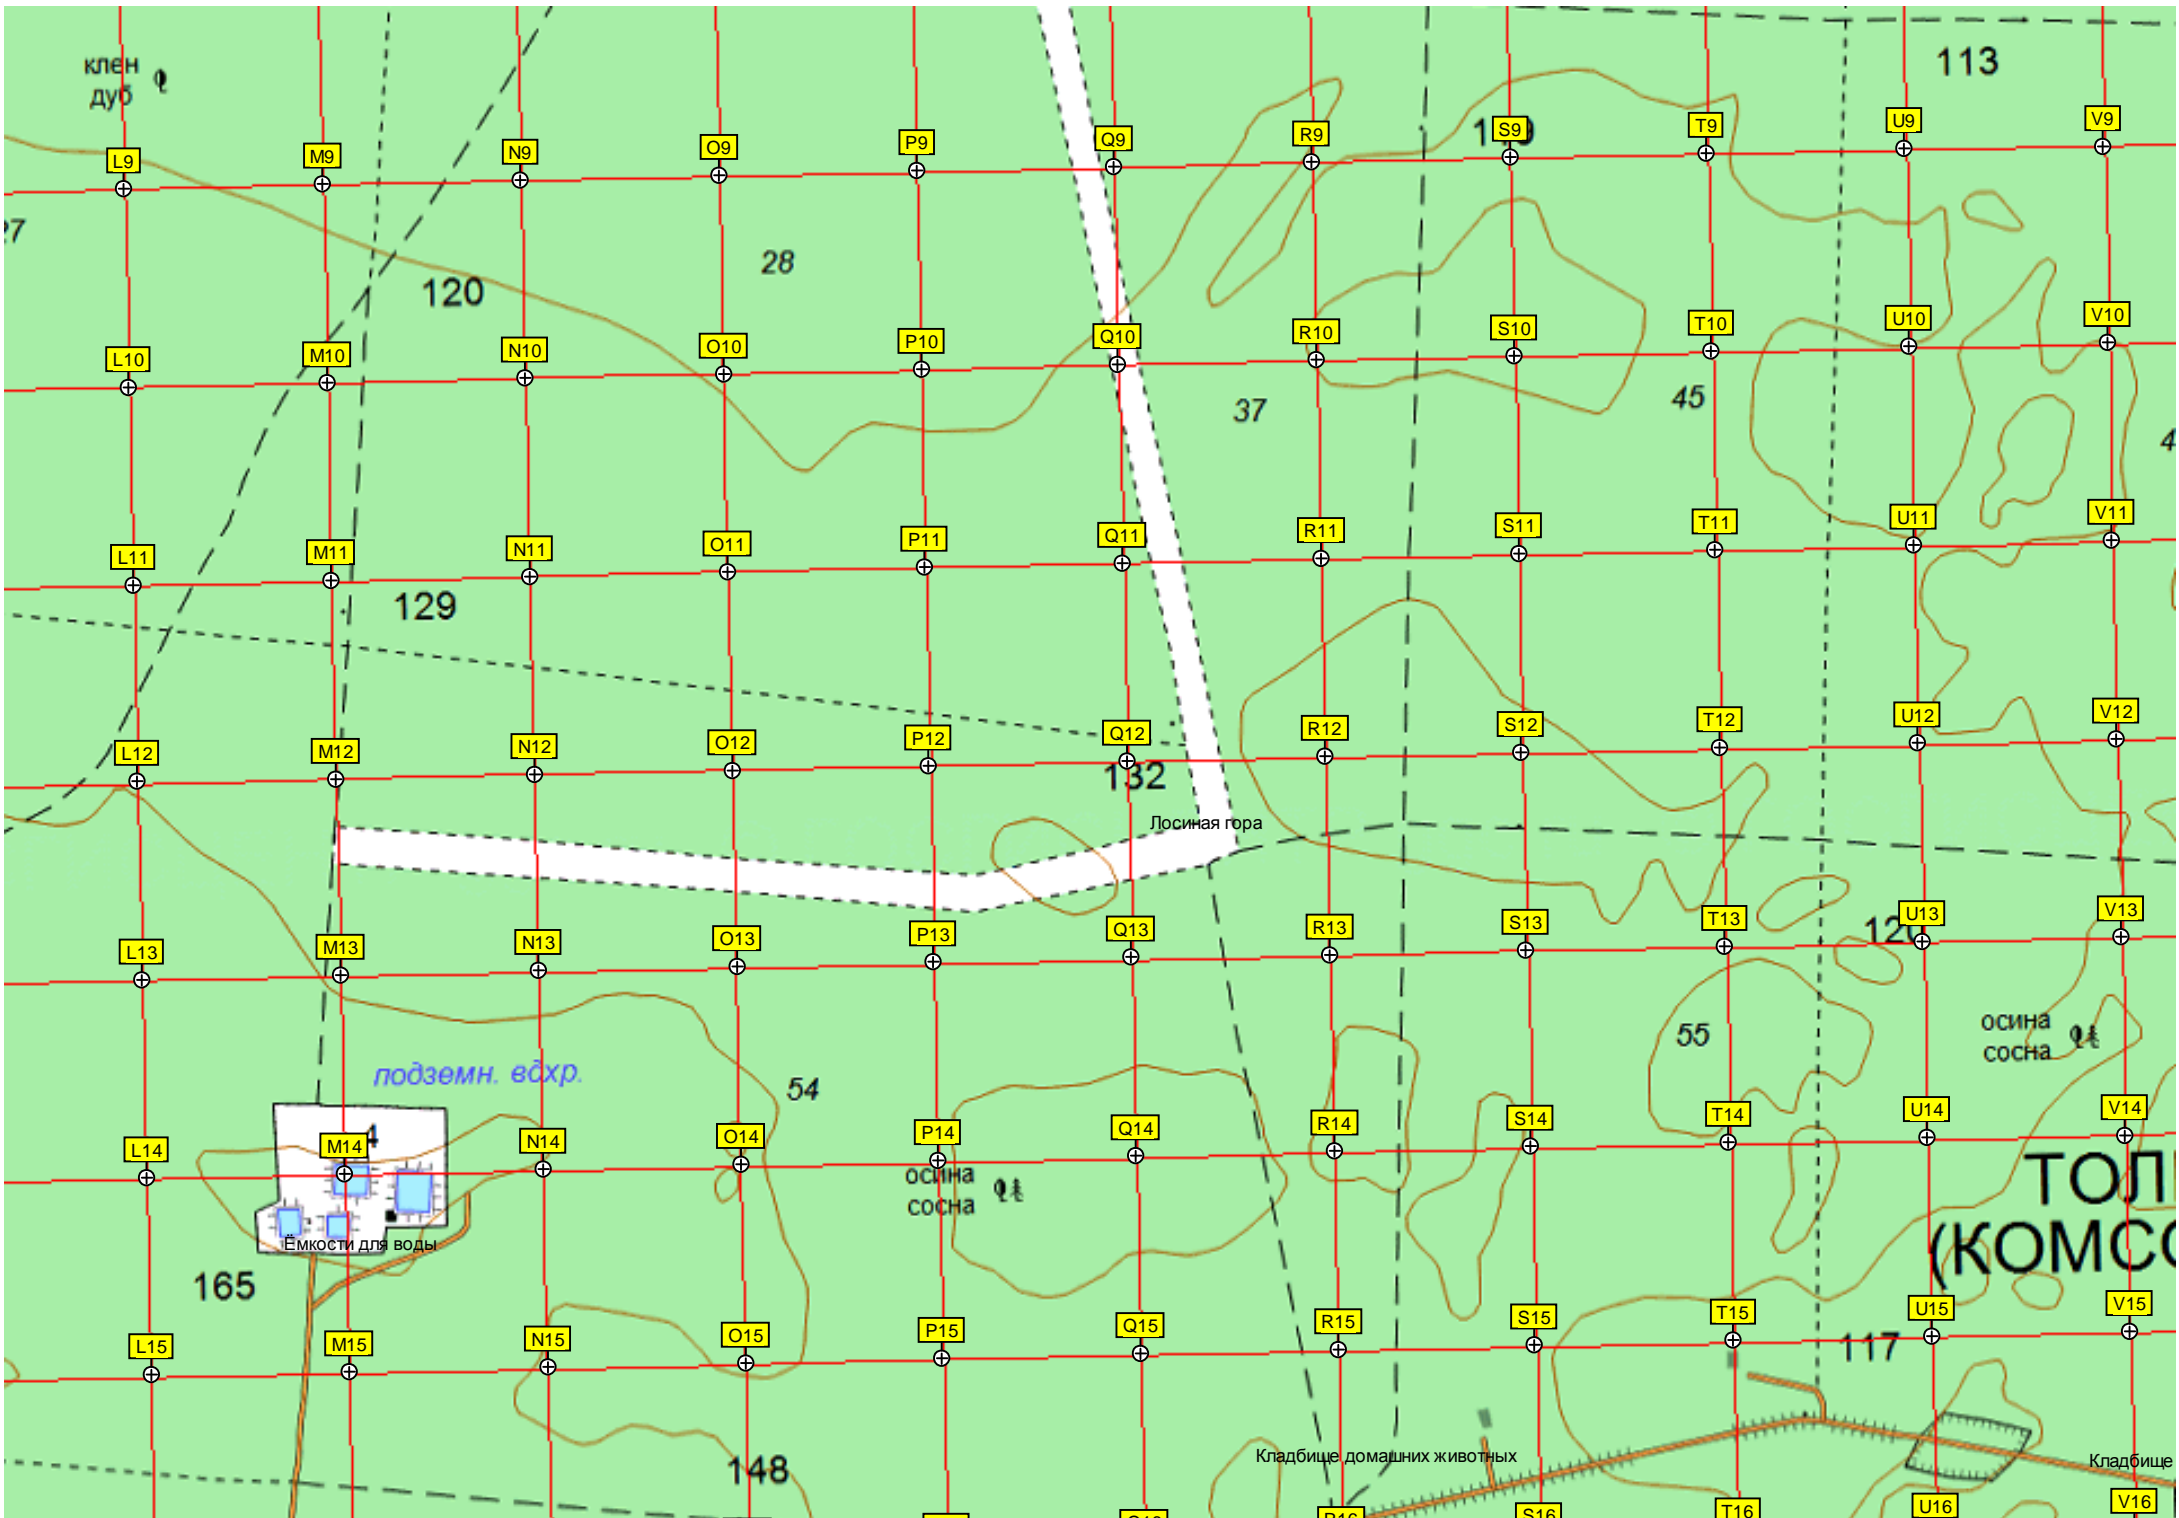 113
клен
дуб
L9 M9 N9 O9 P9 Q9 R9 S9 T9 U9 V9
28
120
L10 M10 N10 O10 P10 Q10 R10 S10 T10 U10 V10
37
45
L11 M11 N11 O11 P11 Q11 R11 S11 T11 U11 V11
129
L12 M12 N12 O12 P12 Q12 R12 S12 T12 U12 V12
132
Лосиная гора
L13 M13 N13 O13 P13 Q13 R13 S13 T13 U13 V13
120
осина
сосна
55
подземн. вдхр.
54
L14 M14 N14 O14 P14 Q14 R14 S14 T14 U14 V14
осина
сосна
ТОЛ
(КОМСО
Ёмкости для воды
165
L15 M15 N15 O15 P15 Q15 R15 S15 T15 U15 V15
117
148
Кладбище домашних животных
Кладбище
R16 S16 T16 U16 V16